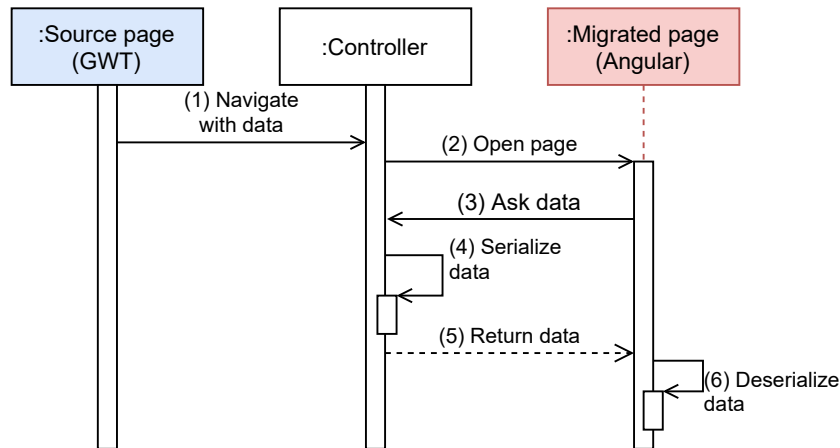 :Source page
(GWT)
:Controller
:Migrated page
(Angular)
(1) Navigate
with data
(2) Open page
(3) Ask data
(4) Serialize
data
(5) Return data
(6) Deserialize
data